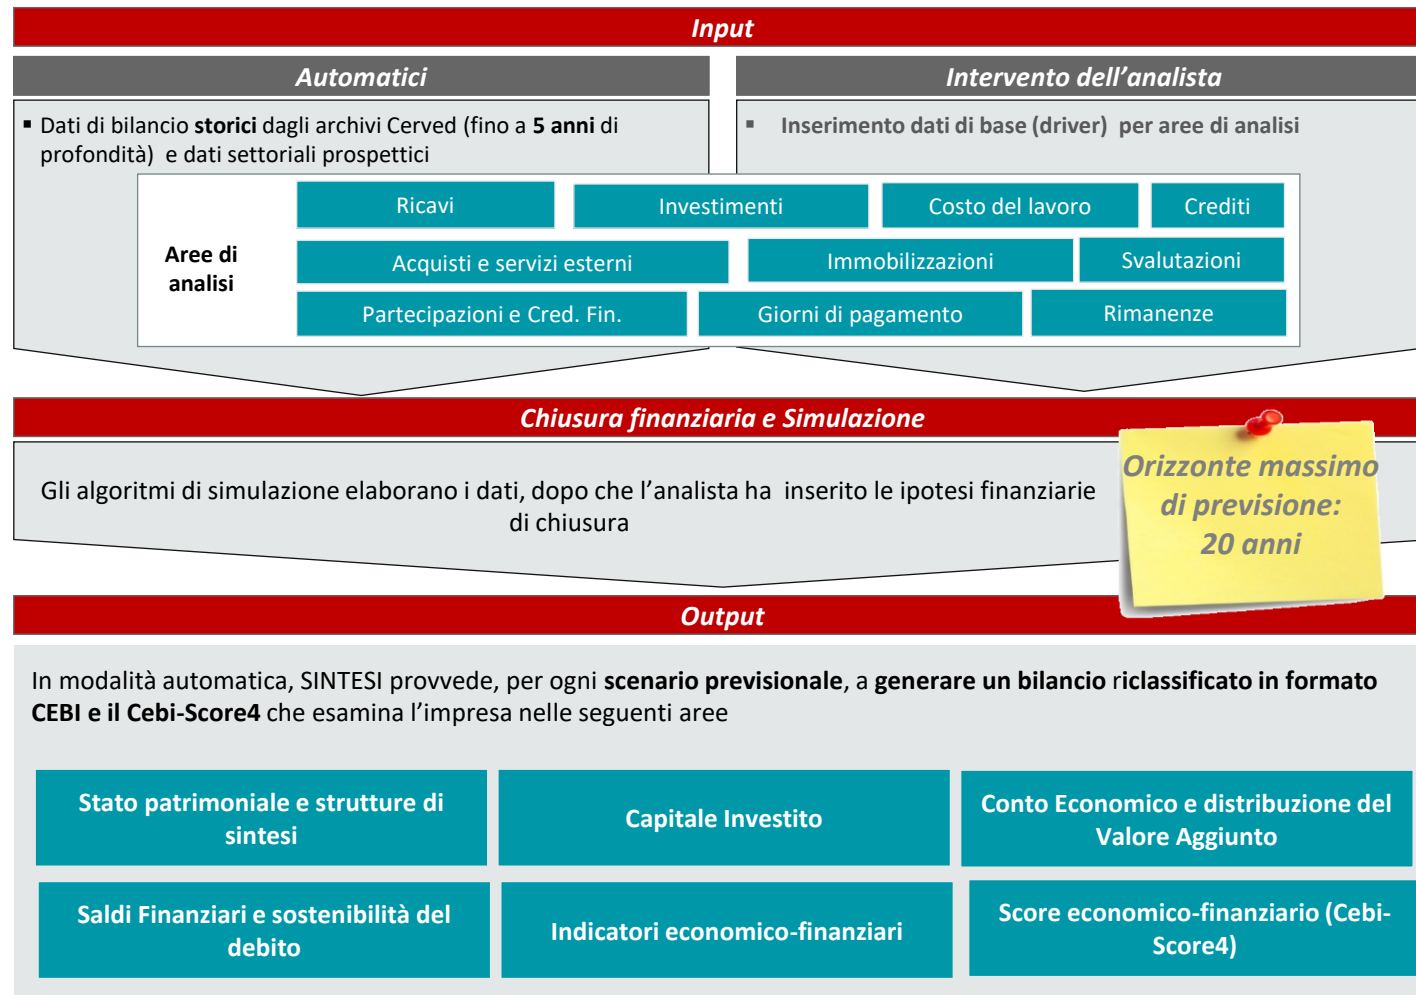 Input
Automatici
Intervento dell’analista
▪ Dati di bilancio storici dagli archivi Cerved (fino a 5 anni di
profondità) e dati settoriali prospettici
▪ Inserimento dati di base (driver) per aree di analisi
Aree di
analisi
Ricavi
Investimenti
Costo del lavoro
Crediti
Acquisti e servizi esterni
Immobilizzazioni
Svalutazioni
Partecipazioni e Cred. Fin.
Giorni di pagamento
Rimanenze
Chiusura finanziaria e Simulazione
Gli algoritmi di simulazione elaborano i dati, dopo che l’analista ha inserito le ipotesi finanziarie
di chiusura
Orizzonte massimo
di previsione:
20 anni
Output
In modalità automatica, SINTESI provvede, per ogni scenario previsionale, a generare un bilancio riclassificato in formato
CEBI e il Cebi-Score4 che esamina l’impresa nelle seguenti aree
Stato patrimoniale e strutture di
sintesi
Capitale Investito
Conto Economico e distribuzione del
Valore Aggiunto
Saldi Finanziari e sostenibilità del
debito
Indicatori economico-finanziari
Score economico-finanziario (Cebi-
Score4)